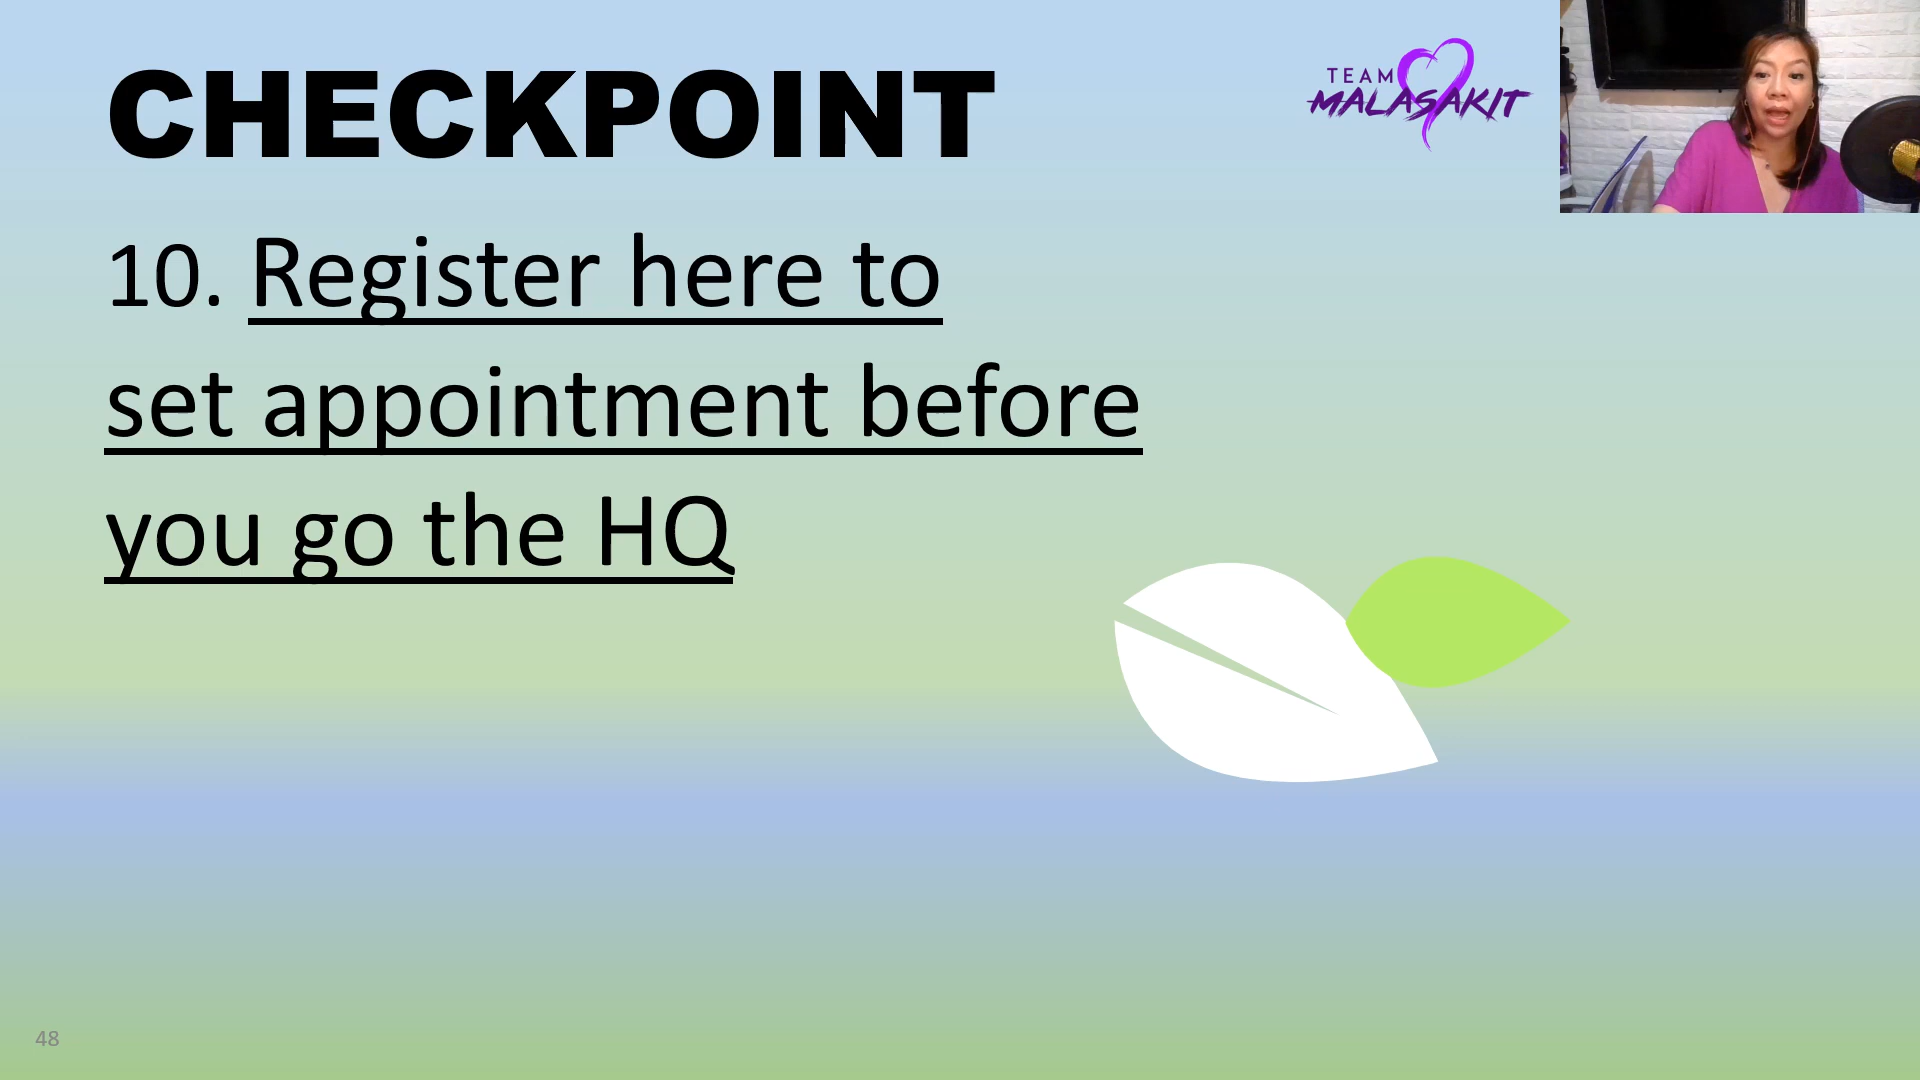 CHECKPOINT
TEAM
MALASAKIT
10. Register here to
set appointment before
you go the HQ
48